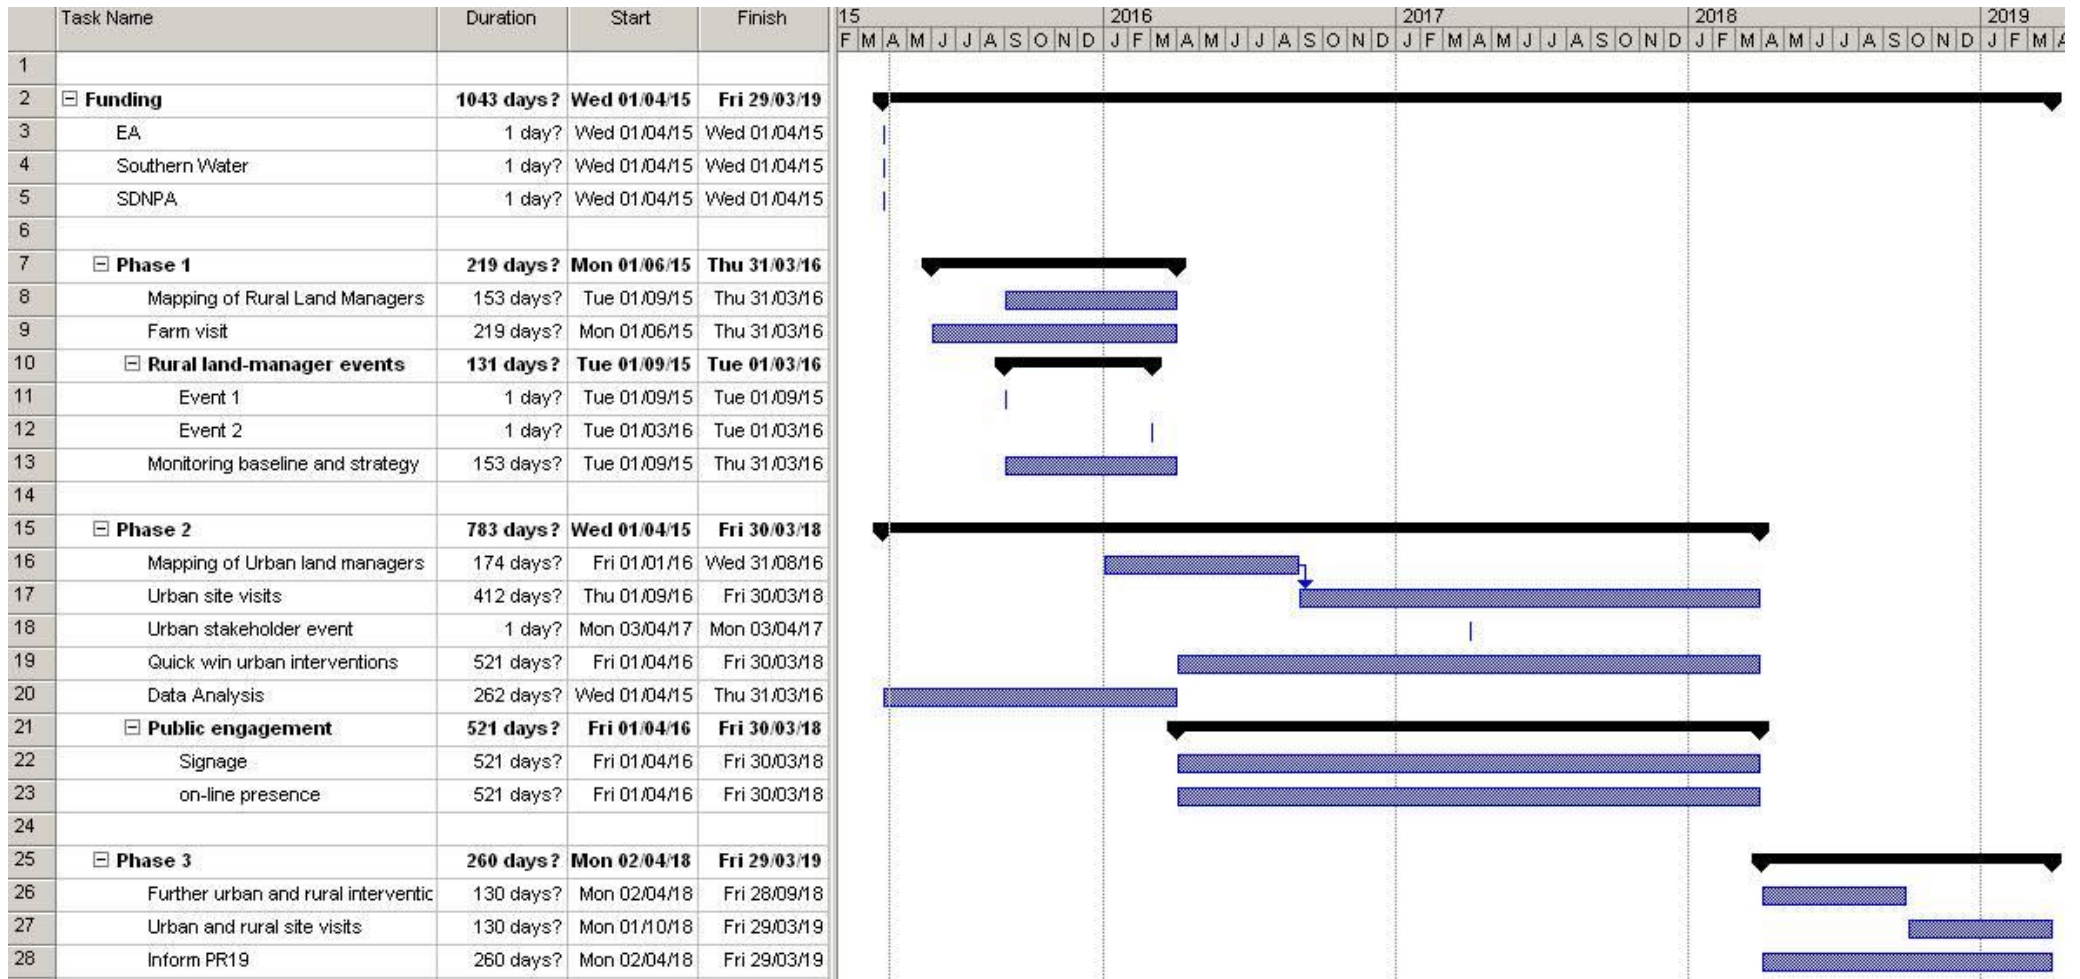 Task Name Duration Start Finish 15 2016 2017 2018 2019
F M A M J J A S O N D J F M A M J J A S O N D J F M A M J J A S O N D J F M A M J J A S O N D J F M A
1
2 Funding 1043 days? Wed 01/04/15 Fri 29/03/19
3 EA 1 day? Wed 01/04/15 Wed 01/04/15
4 Southern Water 1 day? Wed 01/04/15 Wed 01/04/15
5 SDNPA 1 day? Wed 01/04/15 Wed 01/04/15
6
7 Phase 1 219 days? Mon 01/06/15 Thu 31/03/16
8 Mapping of Rural Land Managers 153 days? Tue 01/09/15 Thu 31/03/16
9 Farm visit 219 days? Mon 01/06/15 Thu 31/03/16
10 Rural land-manager events 131 days? Tue 01/09/15 Tue 01/03/16
11 Event 1 1 day? Tue 01/09/15 Tue 01/09/15
12 Event 2 1 day? Tue 01/03/16 Tue 01/03/16
13 Monitoring baseline and strategy 153 days? Tue 01/09/15 Thu 31/03/16
14
15 Phase 2 783 days? Wed 01/04/15 Fri 30/03/18
16 Mapping of Urban land managers 174 days? Fri 01/01/16 Wed 31/08/16
17 Urban site visits 412 days? Thu 01/09/16 Fri 30/03/18
18 Urban stakeholder event 1 day? Mon 03/04/17 Mon 03/04/17
19 Quick win urban interventions 521 days? Fri 01/04/16 Fri 30/03/18
20 Data Analysis 262 days? Wed 01/04/15 Thu 31/03/16
21 Public engagement 521 days? Fri 01/04/16 Fri 30/03/18
22 Signage 521 days? Fri 01/04/16 Fri 30/03/18
23 on-line presence 521 days? Fri 01/04/16 Fri 30/03/18
24
25 Phase 3 260 days? Mon 02/04/18 Fri 29/03/19
26 Further urban and rural interventic 130 days? Mon 02/04/18 Fri 28/09/18
27 Urban and rural site visits 130 days? Mon 01/10/18 Fri 29/03/19
28 Inform PR19 260 days? Mon 02/04/18 Fri 29/03/19